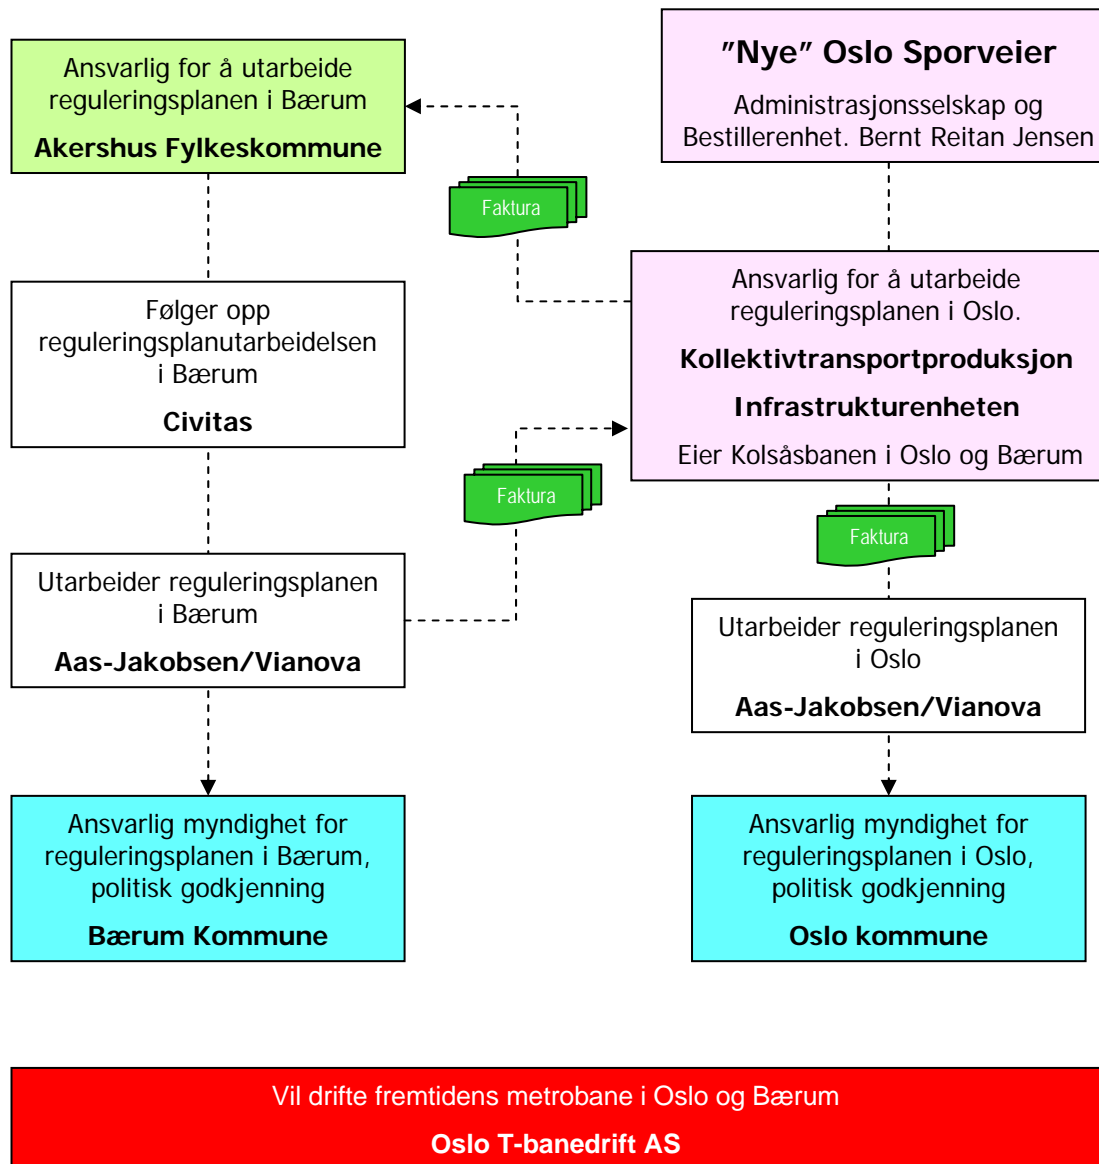 Ansvarlig for å utarbeide
reguleringsplanen i Bærum
Akershus Fylkeskommune
"Nye" Oslo Sporveier
Administrasjonsselskap og
Bestillerenhet. Bernt Reitan Jensen
Faktura
Følger opp
reguleringsplanutarbeidelsen
i Bærum
Civitas
Ansvarlig for å utarbeide
reguleringsplanen i Oslo.
Kollektivtransportproduksjon
Infrastrukturenheten
Eier Kolsåsbanen i Oslo og Bærum
Faktura
Faktura
Utarbeider reguleringsplanen
i Bærum
Aas-Jakobsen/Vianova
Utarbeider reguleringsplanen
i Oslo
Aas-Jakobsen/Vianova
Ansvarlig myndighet for
reguleringsplanen i Bærum,
politisk godkjenning
Bærum Kommune
Ansvarlig myndighet for
reguleringsplanen i Oslo,
politisk godkjenning
Oslo kommune
Vil drifte fremtidens metrobane i Oslo og Bærum
Oslo T-banedrift AS